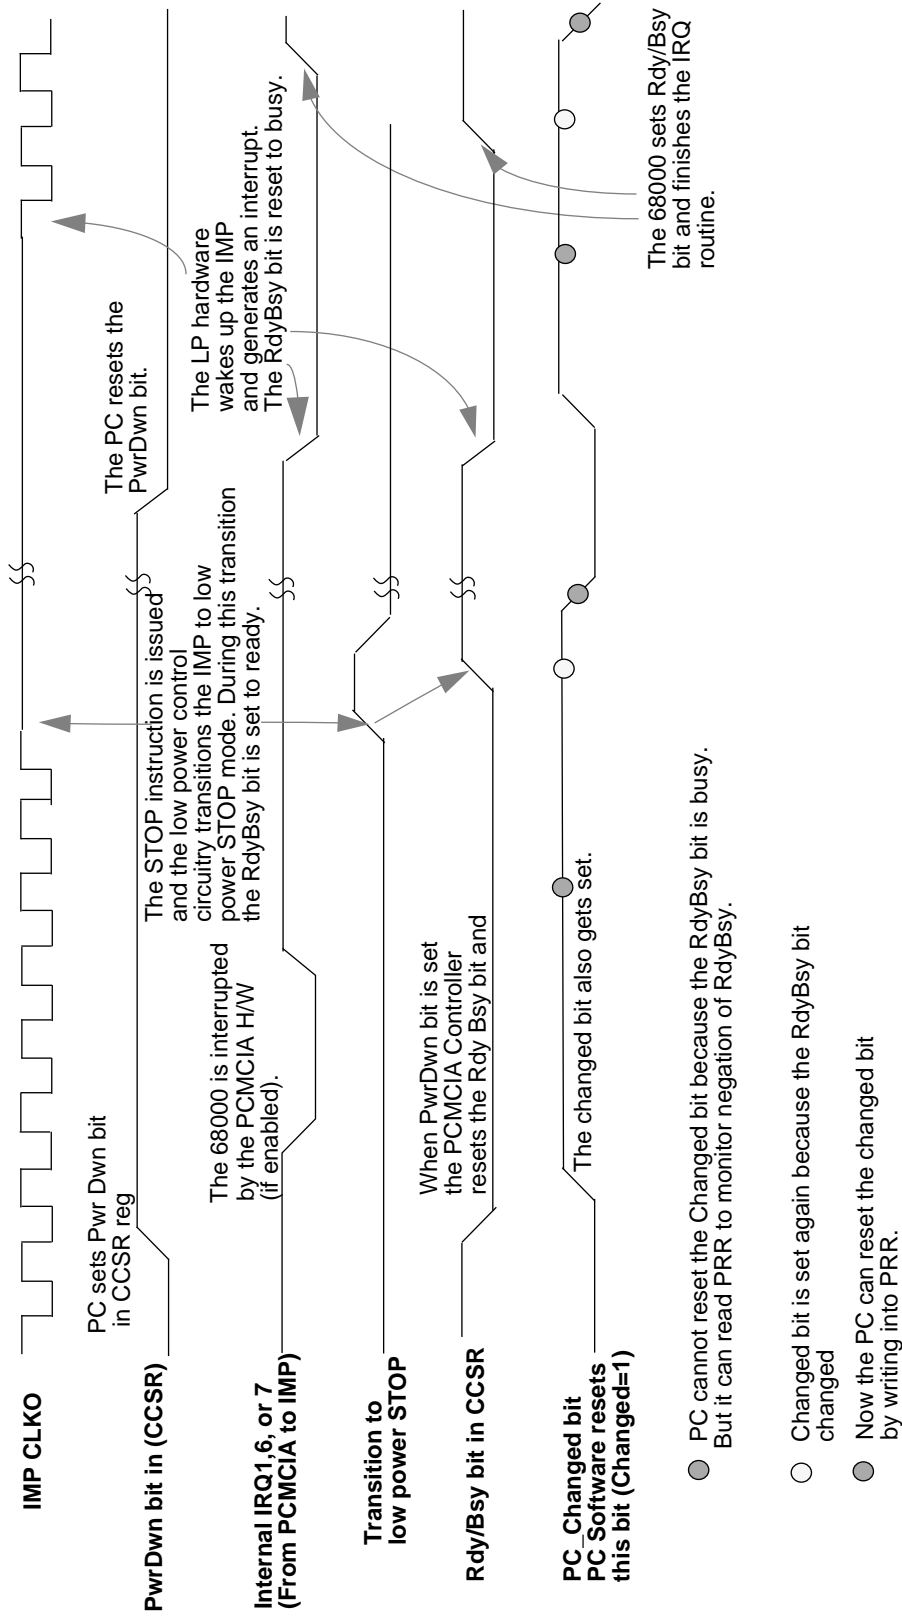 IMP CLKO
PwrDwn bit in (CCSR)
PC sets Pwr Dwn bit
in CCSR reg
The PC resets the
PwrDwn bit.
The STOP instruction is issued
and the low power control
circuitry transitions the IMP to low
power STOP mode. During this transition
the RdyBsy bit is set to ready.
The LP hardware
wakes up the IMP
and generates an interrupt.
The RdyBsy bit is reset to busy.
Internal IRQ1,6, or 7
(From PCMCIA to IMP)
The 68000 is interrupted
by the PCMCIA H/W
(if enabled).
Transition to
low power STOP
Rdy/Bsy bit in CCSR
When PwrDwn bit is set
the PCMCIA Controller
resets the Rdy Bsy bit and
PC_Changed bit
PC Software resets
this bit (Changed=1)
The changed bit also gets set.
The 68000 sets Rdy/Bsy
bit and finishes the IRQ
routine.
PC cannot reset the Changed bit because the RdyBsy bit is busy.
But it can read PRR to monitor negation of RdyBsy.
Changed bit is set again because the RdyBsy bit
changed
Now the PC can reset the changed bit
by writing into PRR.